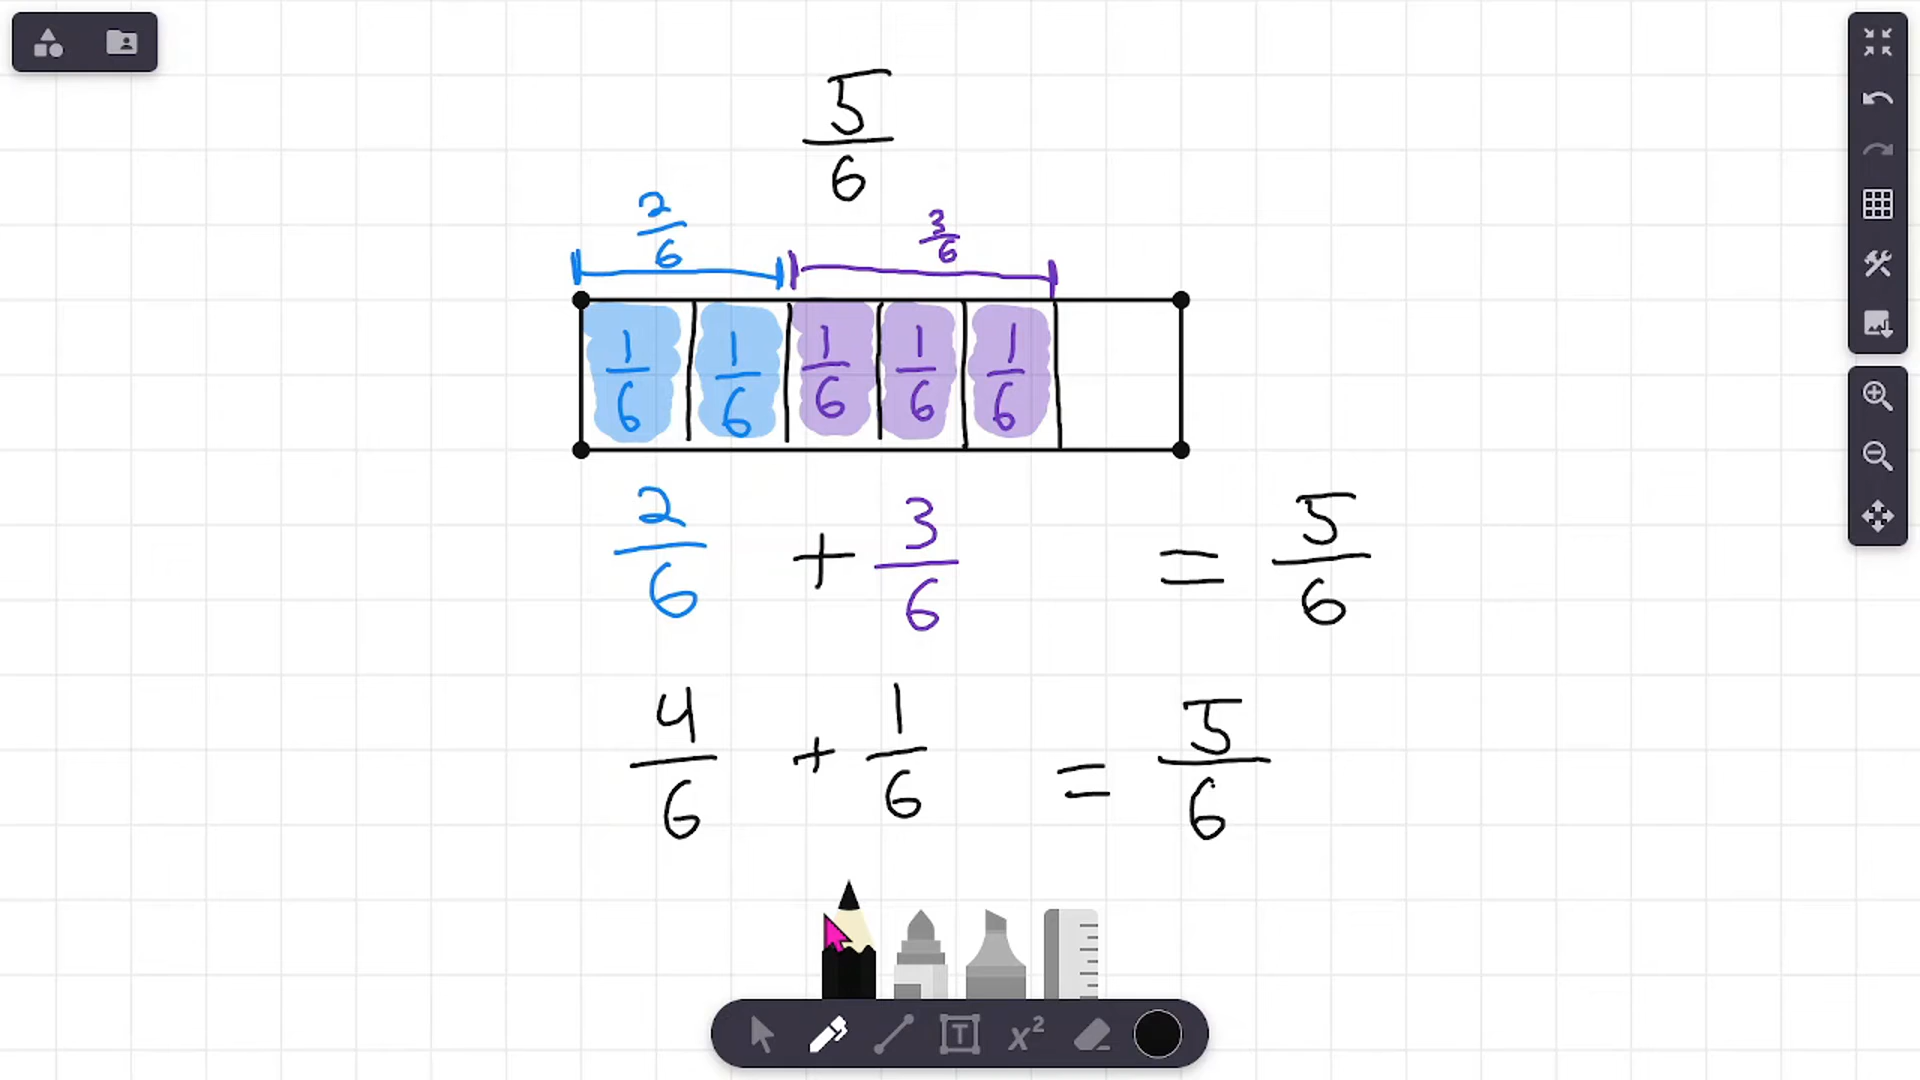 5/6
2/6 3/6
1/6 1/6 1/6 1/6 1/6
2/6 + 3/6 = 5/6
4/6 + 1/6 = 5/6
T x²